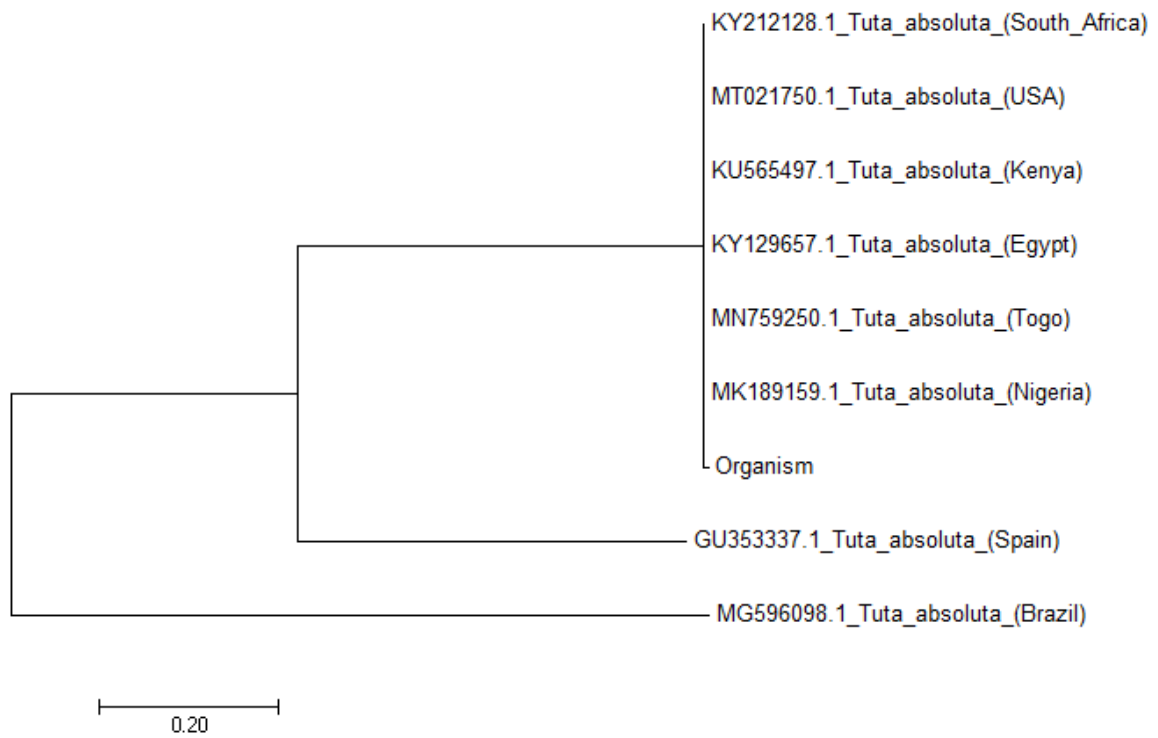 KY212128.1_Tuta_absoluta_(South_Africa)
MT021750.1_Tuta_absoluta_(USA)
KU565497.1_Tuta_absoluta_(Kenya)
KY129657.1_Tuta_absoluta_(Egypt)
MN759250.1_Tuta_absoluta_(Togo)
MK189159.1_Tuta_absoluta_(Nigeria)
Organism
GU353337.1_Tuta_absoluta_(Spain)
MG596098.1_Tuta_absoluta_(Brazil)
0.20